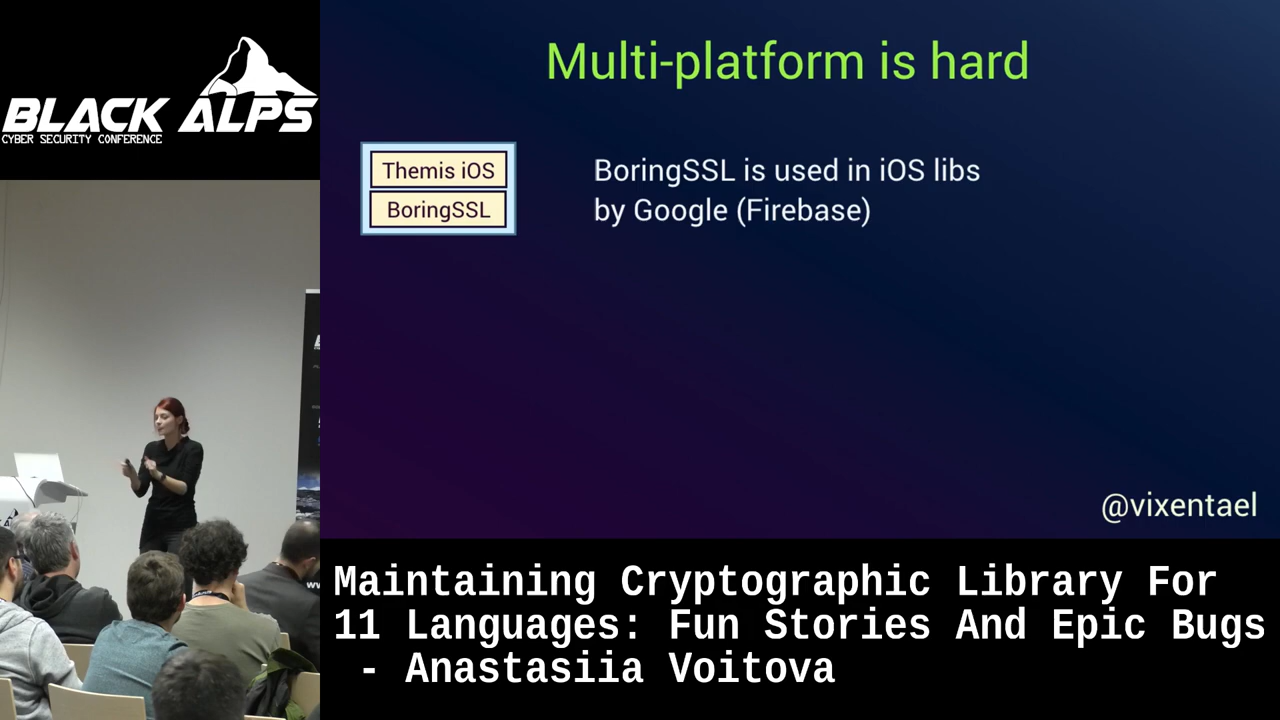 BLACK ALPS
CYBER SECURITY CONFERENCE
Multi-platform is hard
Themis iOS
BoringSSL
BoringSSL is used in iOS libs
by Google (Firebase)
@vixentael
Maintaining Cryptographic Library For
11 Languages: Fun Stories And Epic Bugs
- Anastasiia Voitova